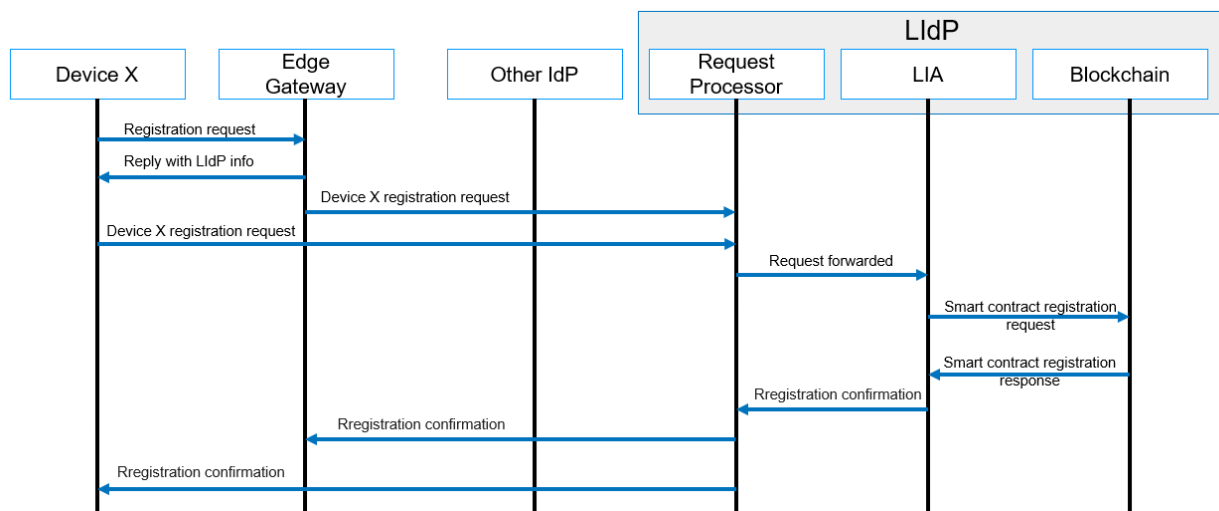 LIdP
Device X
Edge
Gateway
Other IdP
Request
Processor
LIA
Blockchain
Registration request
Reply with LIdP info
Device X registration request
Device X registration request
Request forwarded
Smart contract registration
request
Smart contract registration
response
Rregistration confirmation
Rregistration confirmation
Rregistration confirmation